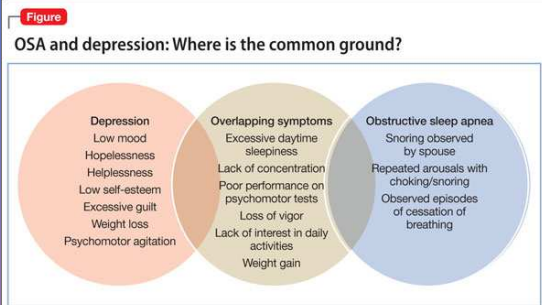 Figure
OSA and depression: Where is the common ground?
Depression
Low mood
Hopelessness
Helplessness
Low self-esteem
Excessive guilt
Weight loss
Psychomotor agitation
Overlapping symptoms
Excessive daytime
sleepiness
Lack of concentration
Poor performance on
psychomotor tests
Loss of vigor
Lack of interest in daily
activities
Weight gain
Obstructive sleep apnea
Snoring observed
by spouse
Repeated arousals with
choking/snoring
Observed episodes
of cessation of
breathing